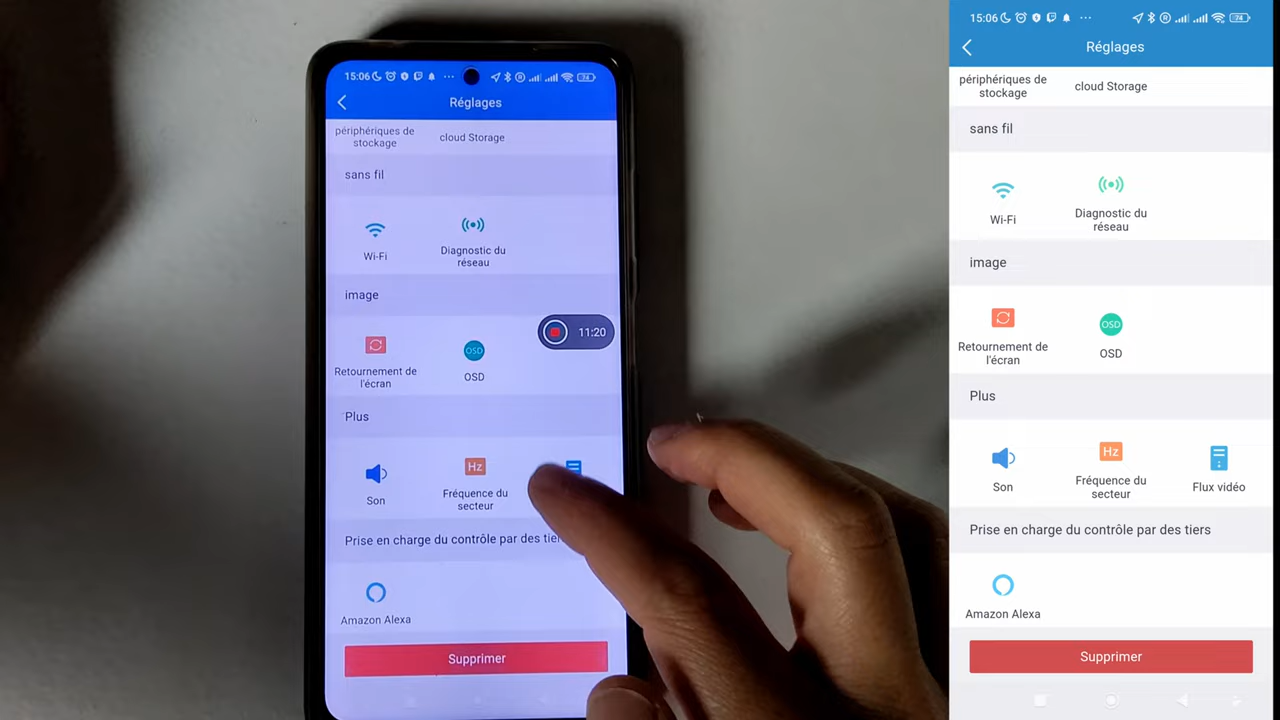 15:06
Réglages
périphériques de
stockage
cloud Storage
sans fil
Wi-Fi
Diagnostic du
réseau
image
Retournement de
l'écran
OSD
OSD
11:20
Plus
Son
Hz
Fréquence du
secteur
Prise en charge du contrôle par des
Amazon Alexa
Supprimer
15:06
Réglages
périphériques de
stockage
cloud Storage
sans fil
Wi-Fi
Diagnostic du
réseau
image
Retournement de
l'écran
OSD
OSD
Plus
Son
Hz
Fréquence du
secteur
Flux vidéo
Prise en charge du contrôle par des tiers
Amazon Alexa
Supprimer